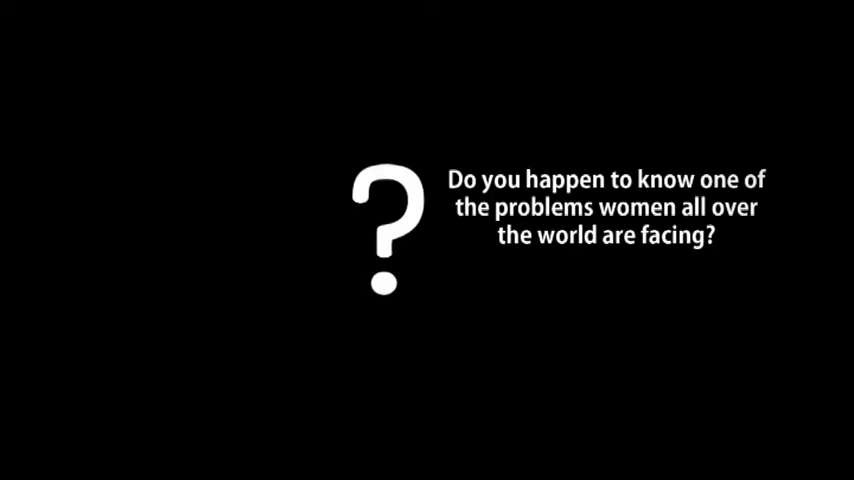 ?
Do you happen to know one of
the problems women all over
the world are facing?